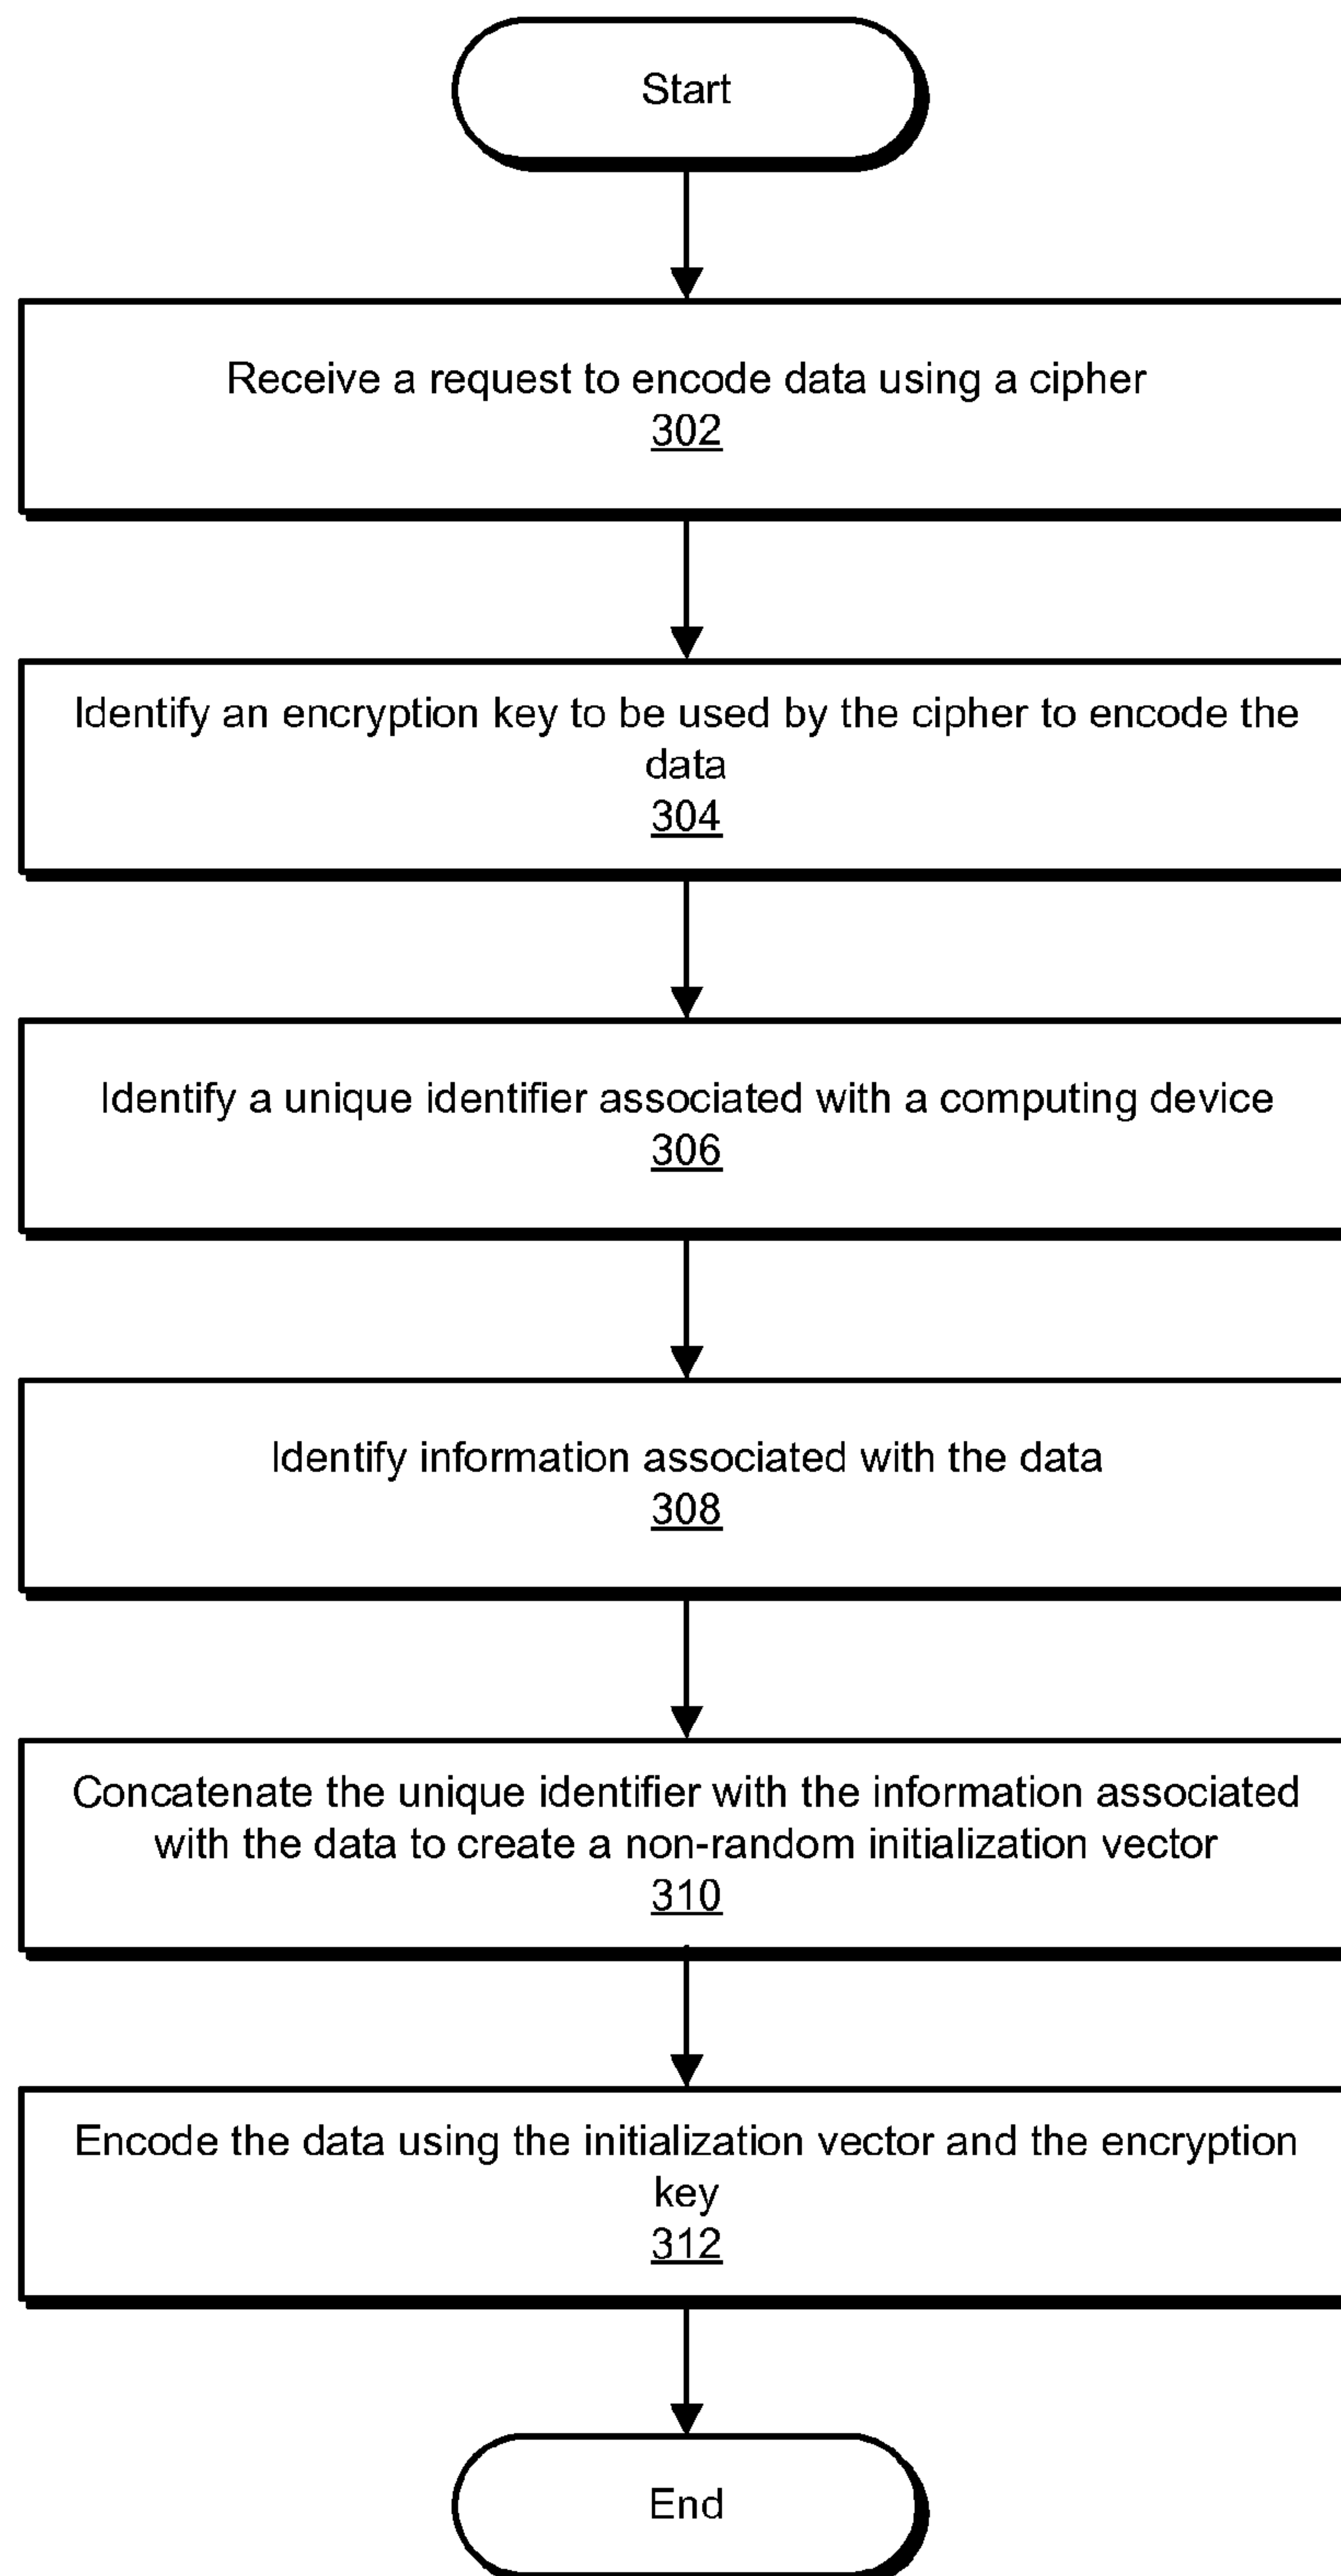 Start
Receive a request to encode data using a cipher
302
Identify an encryption key to be used by the cipher to encode the
data
304
Identify a unique identifier associated with a computing device
306
Identify information associated with the data
308
Concatenate the unique identifier with the information associated
with the data to create a non-random initialization vector
310
Encode the data using the initialization vector and the encryption
key
312
End